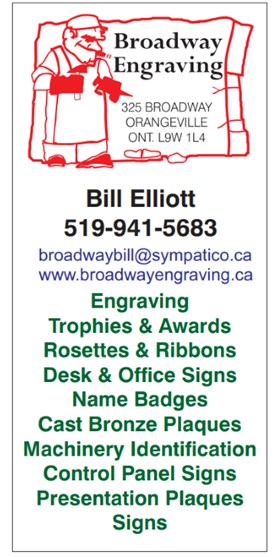 Broadway
Engraving
325 BROADWAY
ORANGEVILLE
ONT. L9W 1L4
Bill Elliott
519-941-5683
broadwaybill@sympatico.ca
www.broadwayengraving.ca
Engraving
Trophies & Awards
Rosettes & Ribbons
Desk & Office Signs
Name Badges
Cast Bronze Plaques
Machinery Identification
Control Panel Signs
Presentation Plaques
Signs